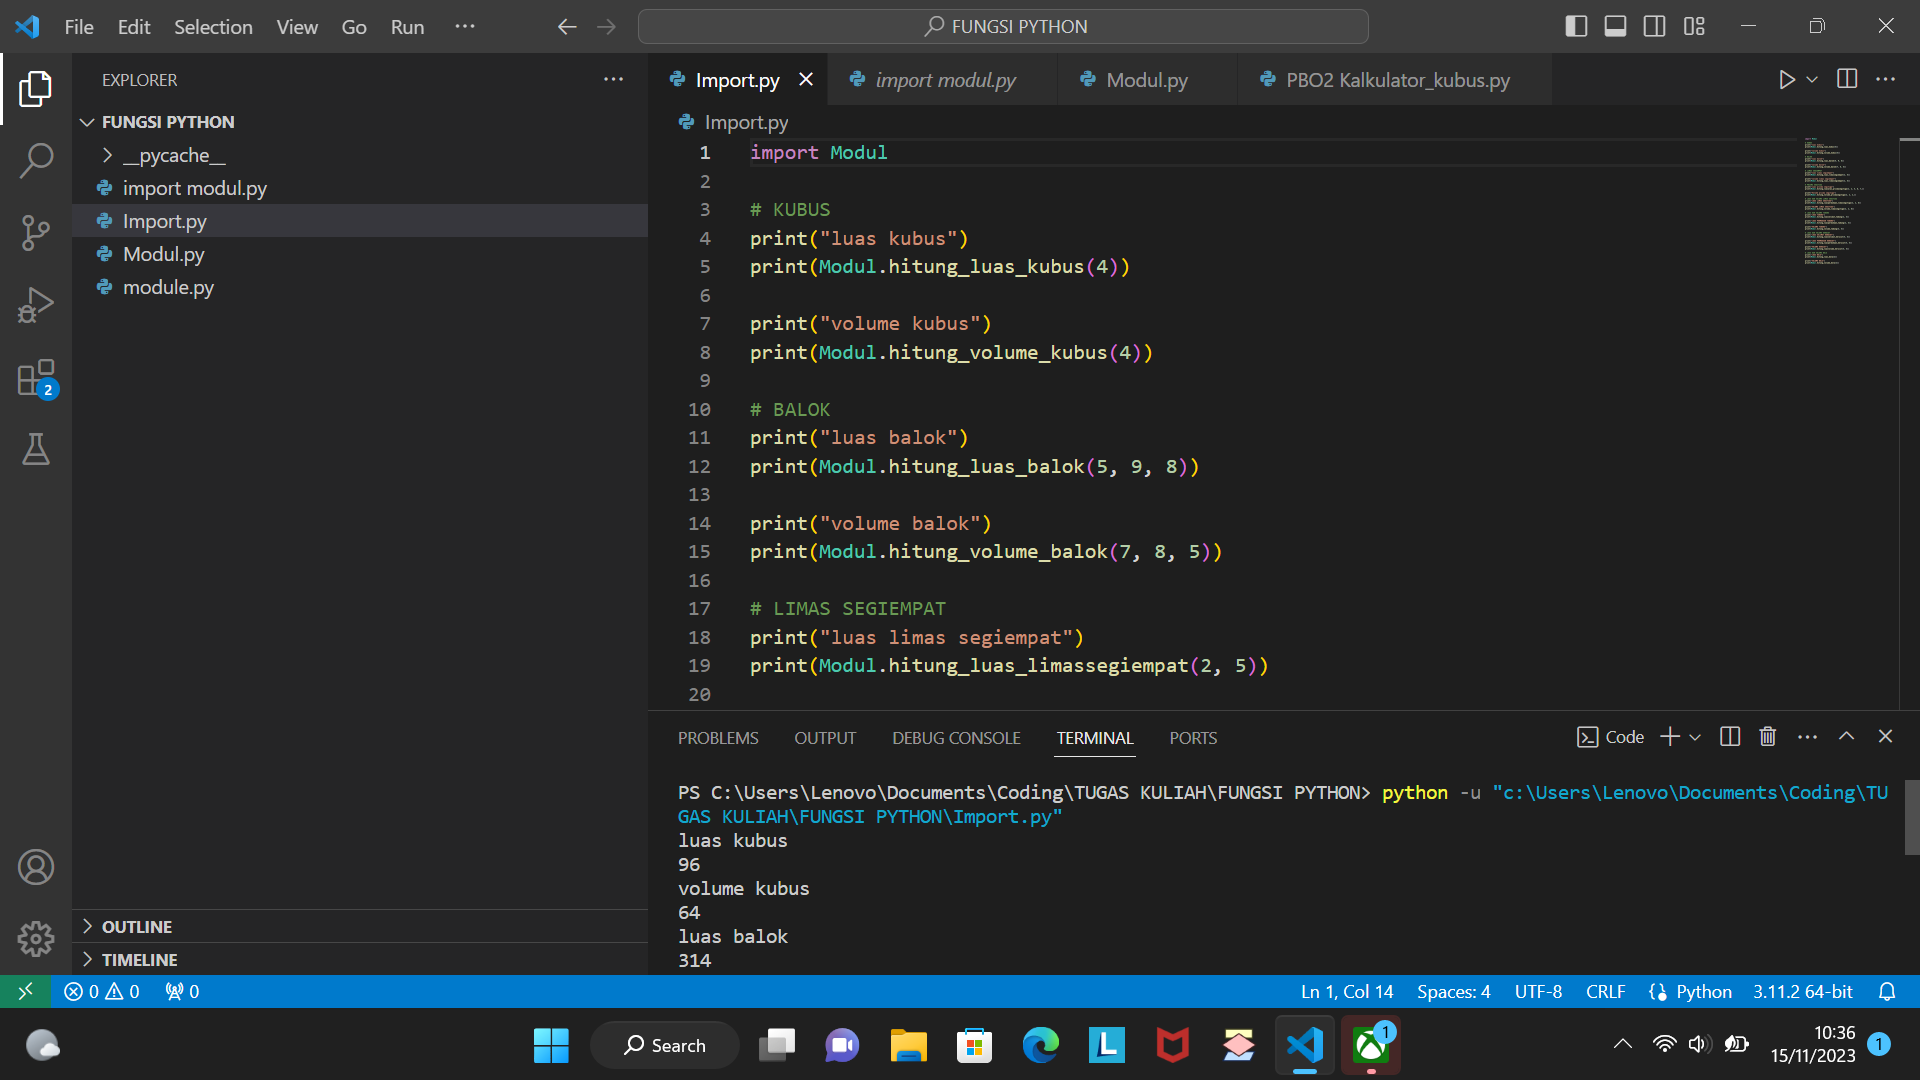 File Edit Selection View Go Run ···
FUNGSI PYTHON
EXPLORER
FUNGSI PYTHON
__pycache__
import modul.py
Import.py
Modul.py
module.py
2
OUTLINE
TIMELINE
Import.py
import modul.py
Modul.py
PBO2 Kalkulator_kubus.py
Import.py
1 import Modul
2
3 # KUBUS
4 print("luas kubus")
5 print(Modul.hitung_luas_kubus(4))
6
7 print("volume kubus")
8 print(Modul.hitung_volume_kubus(4))
9
10 # BALOK
11 print("luas balok")
12 print(Modul.hitung_luas_balok(5, 9, 8))
13
14 print("volume balok")
15 print(Modul.hitung_volume_balok(7, 8, 5))
16
17 # LIMAS SEGIEMPAT
18 print("luas limas segiempat")
19 print(Modul.hitung_luas_limassegiempat(2, 5))
20
PROBLEMS OUTPUT DEBUG CONSOLE TERMINAL PORTS
Code
PS C:\Users\Lenovo\Documents\Coding\TUGAS KULIAH\FUNGSI PYTHON> python -u "c:\Users\Lenovo\Documents\Coding\TU
GAS KULIAH\FUNGSI PYTHON\Import.py"
luas kubus
96
volume kubus
64
luas balok
314
0 0 0
Ln 1, Col 14 Spaces: 4 UTF-8 CRLF Python 3.11.2 64-bit
Search
L
1
10:36
15/11/2023
1